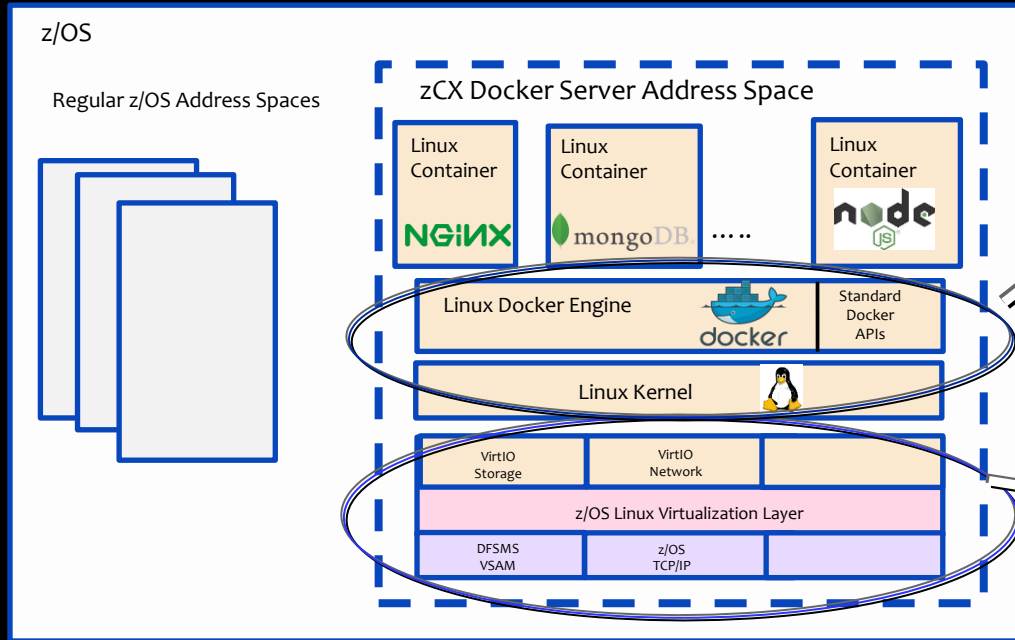 z/OS
Regular z/OS Address Spaces
zCX Docker Server Address Space
Linux
Container
NGiNX
Linux
Container
mongoDB.
.....
Linux
Container
node
JS
Linux Docker Engine
docker
Standard
Docker
APIs
Linux Kernel
VirtIO
Storage
VirtIO
Network
z/OS Linux Virtualization Layer
DFSMS
VSAM
z/OS
TCP/IP